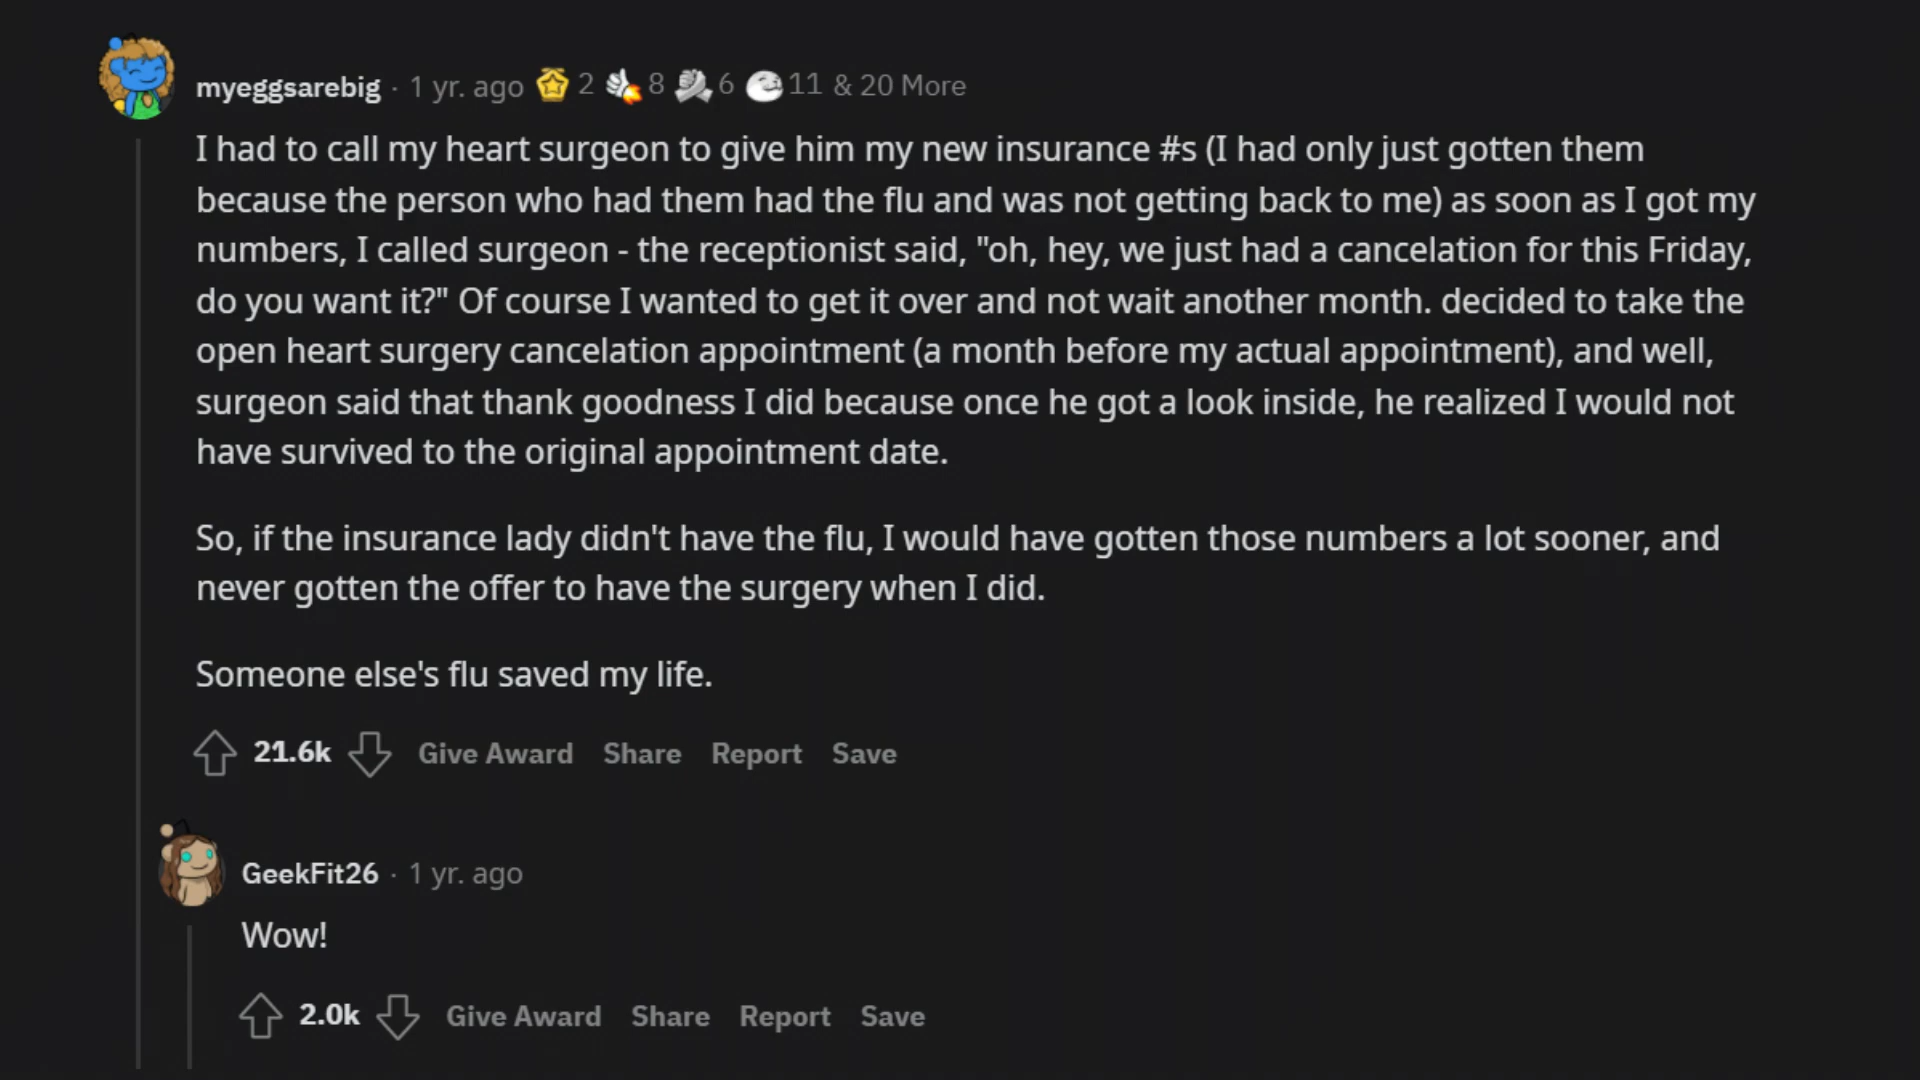 myeggsarebig · 1 yr. ago 2 8 6 11 & 20 More
I had to call my heart surgeon to give him my new insurance #s (I had only just gotten them
because the person who had them had the flu and was not getting back to me) as soon as I got my
numbers, I called surgeon - the receptionist said, "oh, hey, we just had a cancelation for this Friday,
do you want it?" Of course I wanted to get it over and not wait another month. decided to take the
open heart surgery cancelation appointment (a month before my actual appointment), and well,
surgeon said that thank goodness I did because once he got a look inside, he realized I would not
have survived to the original appointment date.
So, if the insurance lady didn't have the flu, I would have gotten those numbers a lot sooner, and
never gotten the offer to have the surgery when I did.
Someone else's flu saved my life.
21.6k Give Award Share Report Save
GeekFit26 · 1 yr. ago
Wow!
2.0k Give Award Share Report Save